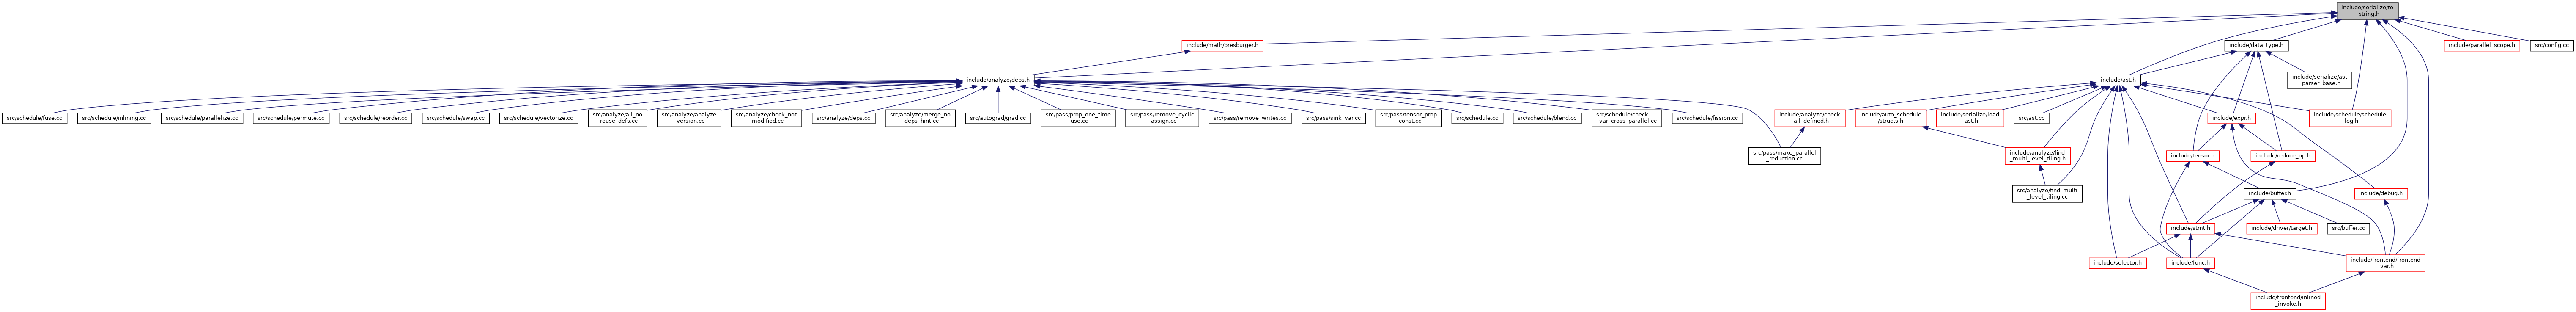 include/serialize/to
_string.h
include/math/presburger.h
include/data_type.h
include/parallel_scope.h
src/config.cc
include/analyze/deps.h
include/ast.h
include/serialize/ast
_parser_base.h
src/schedule/fuse.cc
src/schedule/inlining.cc
src/schedule/parallelize.cc
src/schedule/permute.cc
src/schedule/reorder.cc
src/schedule/swap.cc
src/schedule/vectorize.cc
src/analyze/all_no
_reuse_defs.cc
src/analyze/analyze
_version.cc
src/analyze/check_not
_modified.cc
src/analyze/deps.cc
src/analyze/merge_no
_deps_hint.cc
src/autograd/grad.cc
src/pass/prop_one_time
_use.cc
src/pass/remove_cyclic
_assign.cc
src/pass/remove_writes.cc
src/pass/sink_var.cc
src/pass/tensor_prop
_const.cc
src/schedule.cc
src/schedule/blend.cc
src/schedule/check
_var_cross_parallel.cc
src/schedule/fission.cc
include/analyze/check
_all_defined.h
include/auto_schedule
/structs.h
include/serialize/load
_ast.h
src/ast.cc
include/expr.h
include/schedule/schedule
_log.h
src/pass/make_parallel
_reduction.cc
include/analyze/find
_multi_level_tiling.h
include/tensor.h
include/reduce_op.h
src/analyze/find_multi
_level_tiling.cc
include/buffer.h
include/debug.h
include/stmt.h
include/driver/target.h
src/buffer.cc
include/selector.h
include/func.h
include/frontend/frontend
_var.h
include/frontend/inlined
_invoke.h